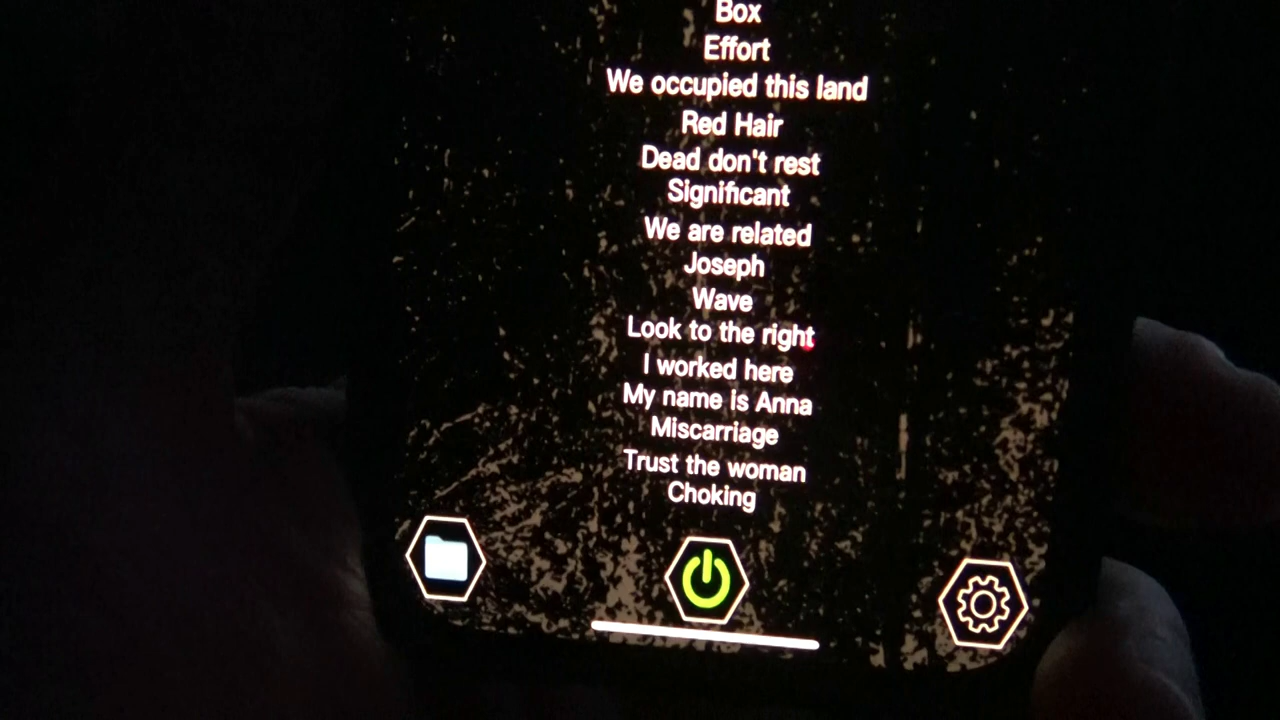 Box
Effort
We occupied this land
Red Hair
Dead don't rest
Significant
We are related
Joseph
Wave
Look to the right
I worked here
My name is Anna
Miscarriage
Trust the woman
Choking